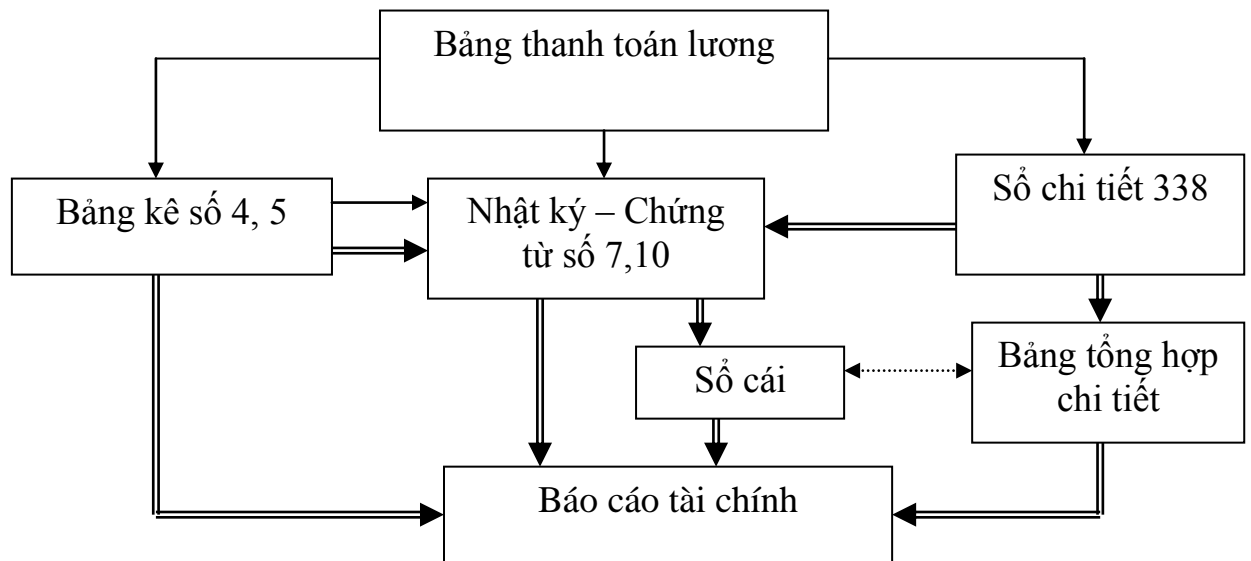 Bảng thanh toán lương
Bảng kê số 4, 5
Nhật ký – Chứng
từ số 7,10
Sổ chi tiết 338
Sổ cái
Bảng tổng hợp
chi tiết
Báo cáo tài chính